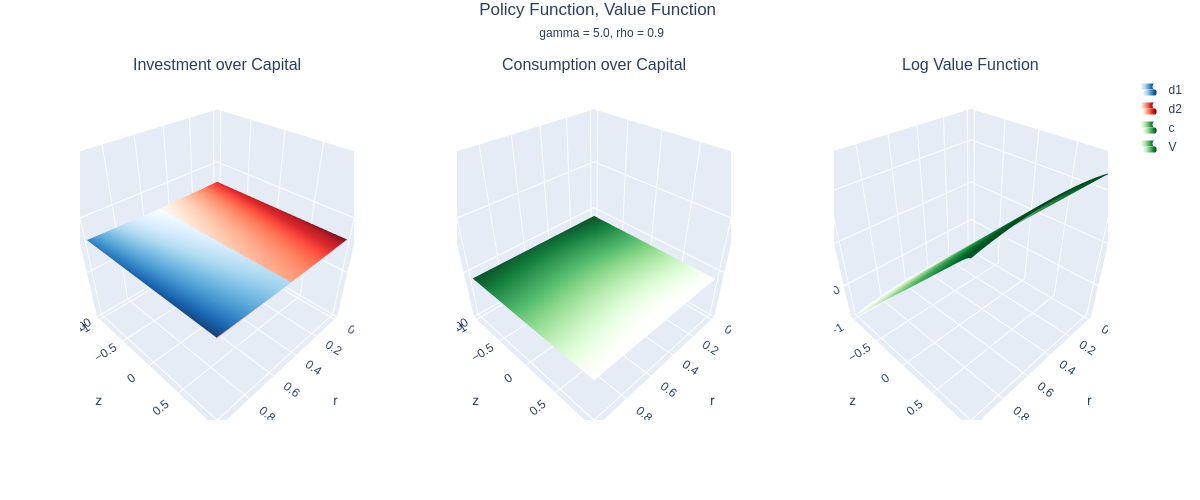 Policy Function, Value Function
gamma = 5.0, rho = 0.9
Investment over Capital
Consumption over Capital
Log Value Function
d1
d2
c
V
−0.5
0
0.5
z
0
0.2
0.4
0.6
0.8
r
−0.5
0
0.5
z
0
0.2
0.4
0.6
0.8
r
0
−1
−0.5
0
0.5
z
0
0.2
0.4
0.6
0.8
r